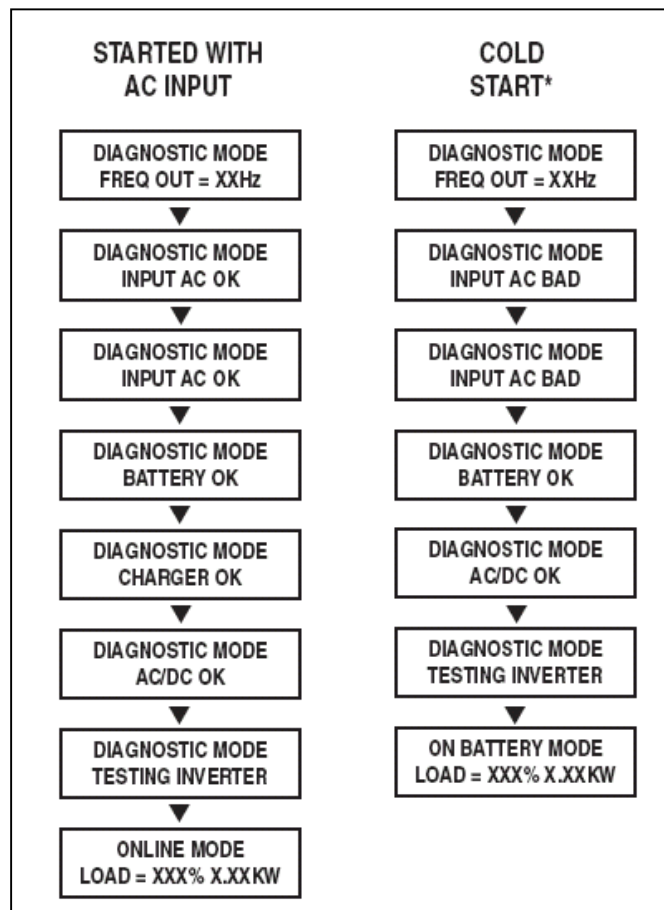 STARTED WITH
AC INPUT
DIAGNOSTIC MODE
FREQ OUT = XXHz
DIAGNOSTIC MODE
INPUT AC OK
DIAGNOSTIC MODE
INPUT AC OK
DIAGNOSTIC MODE
BATTERY OK
DIAGNOSTIC MODE
CHARGER OK
DIAGNOSTIC MODE
AC/DC OK
DIAGNOSTIC MODE
TESTING INVERTER
ONLINE MODE
LOAD = XXX% X.XXKW
COLD
START*
DIAGNOSTIC MODE
FREQ OUT = XXHz
DIAGNOSTIC MODE
INPUT AC BAD
DIAGNOSTIC MODE
INPUT AC BAD
DIAGNOSTIC MODE
BATTERY OK
DIAGNOSTIC MODE
AC/DC OK
DIAGNOSTIC MODE
TESTING INVERTER
ON BATTERY MODE
LOAD = XXX% X.XXKW